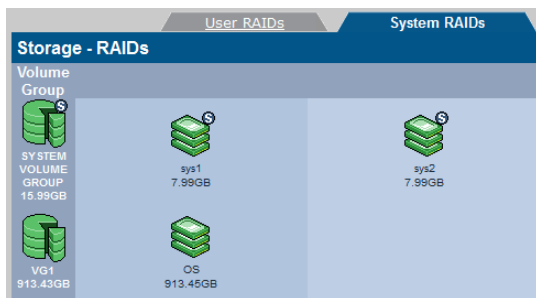 User RAIDs
System RAIDs
Storage - RAIDs
Volume
Group
S
SYSTEM
VOLUME
GROUP
15.99GB
S
sys1
7.99GB
S
sys2
7.99GB
VG1
913.43GB
OS
913.45GB